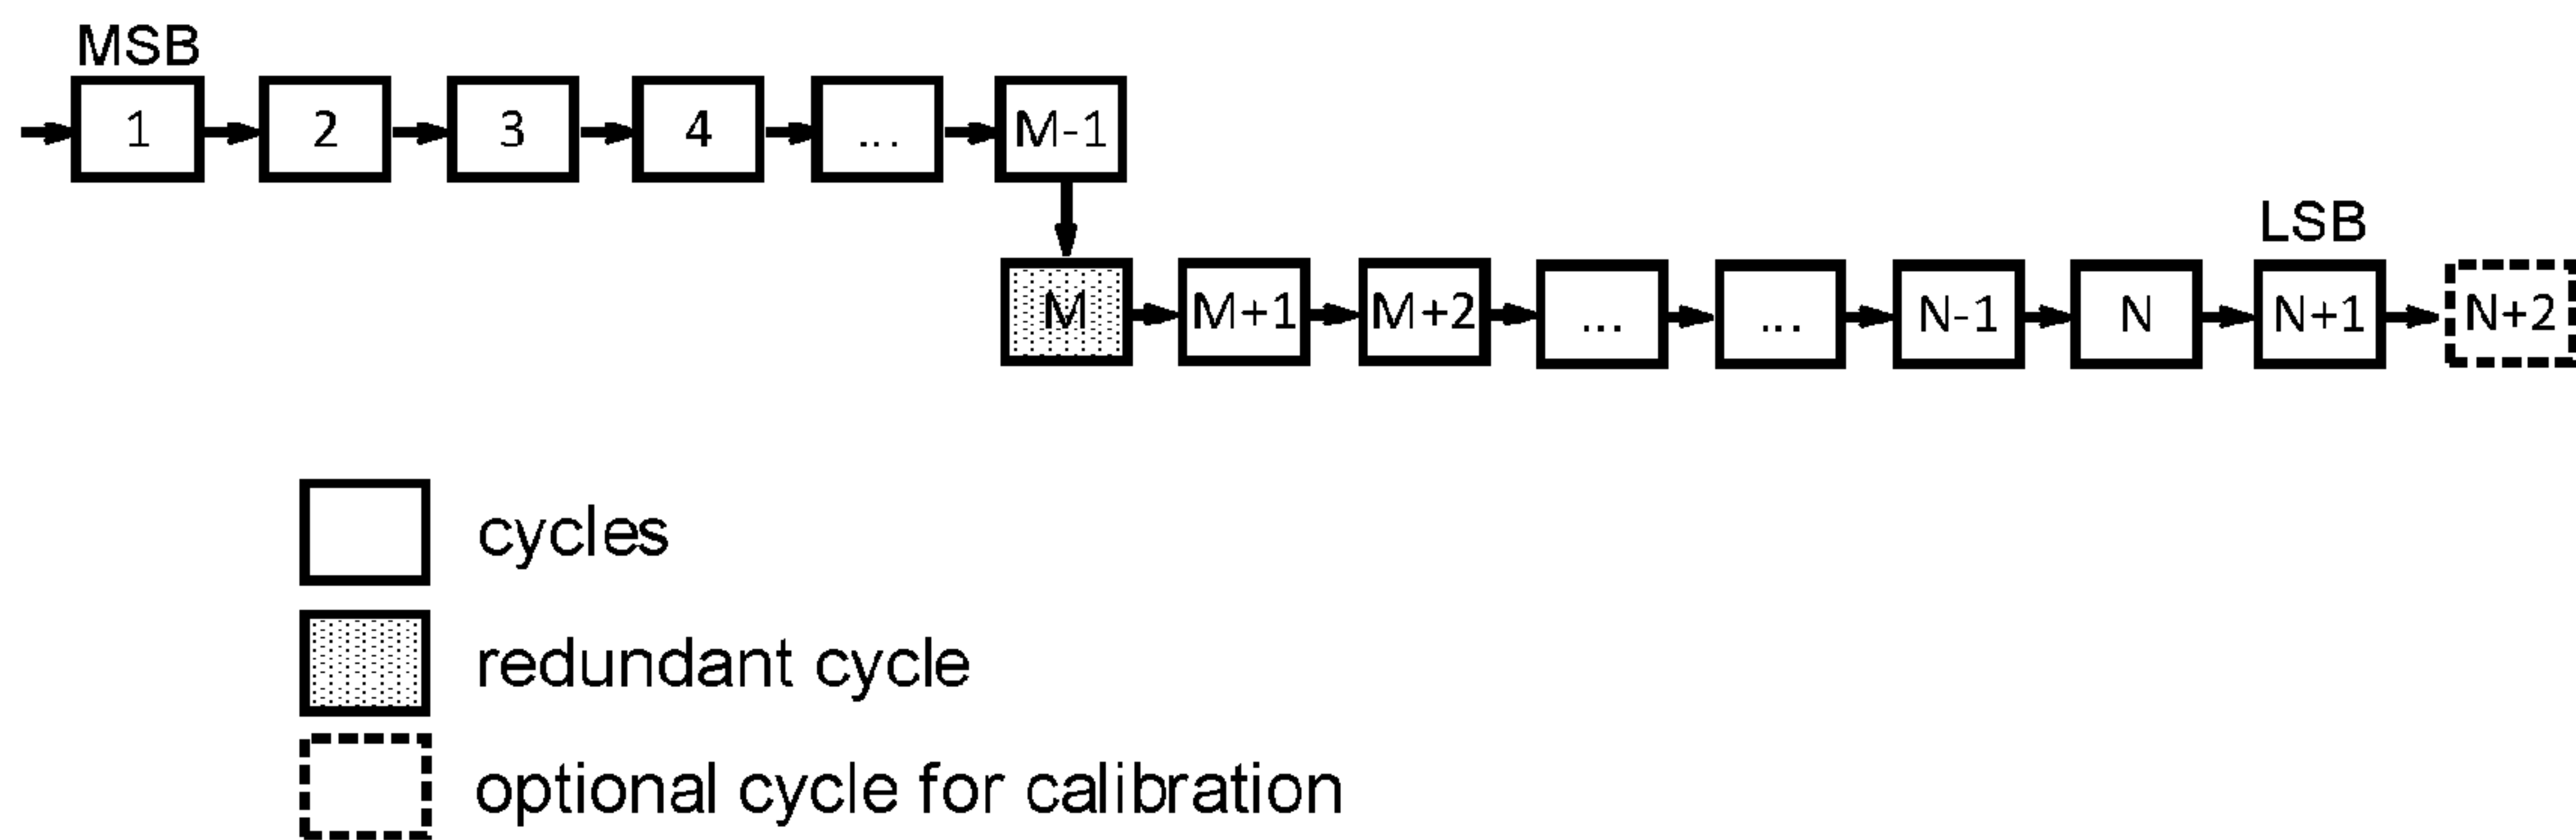 MSB
1 2 3 4 ... M-1
LSB
M M+1 M+2 ... ... N-1 N N+1 N+2
cycles
redundant cycle
optional cycle for calibration